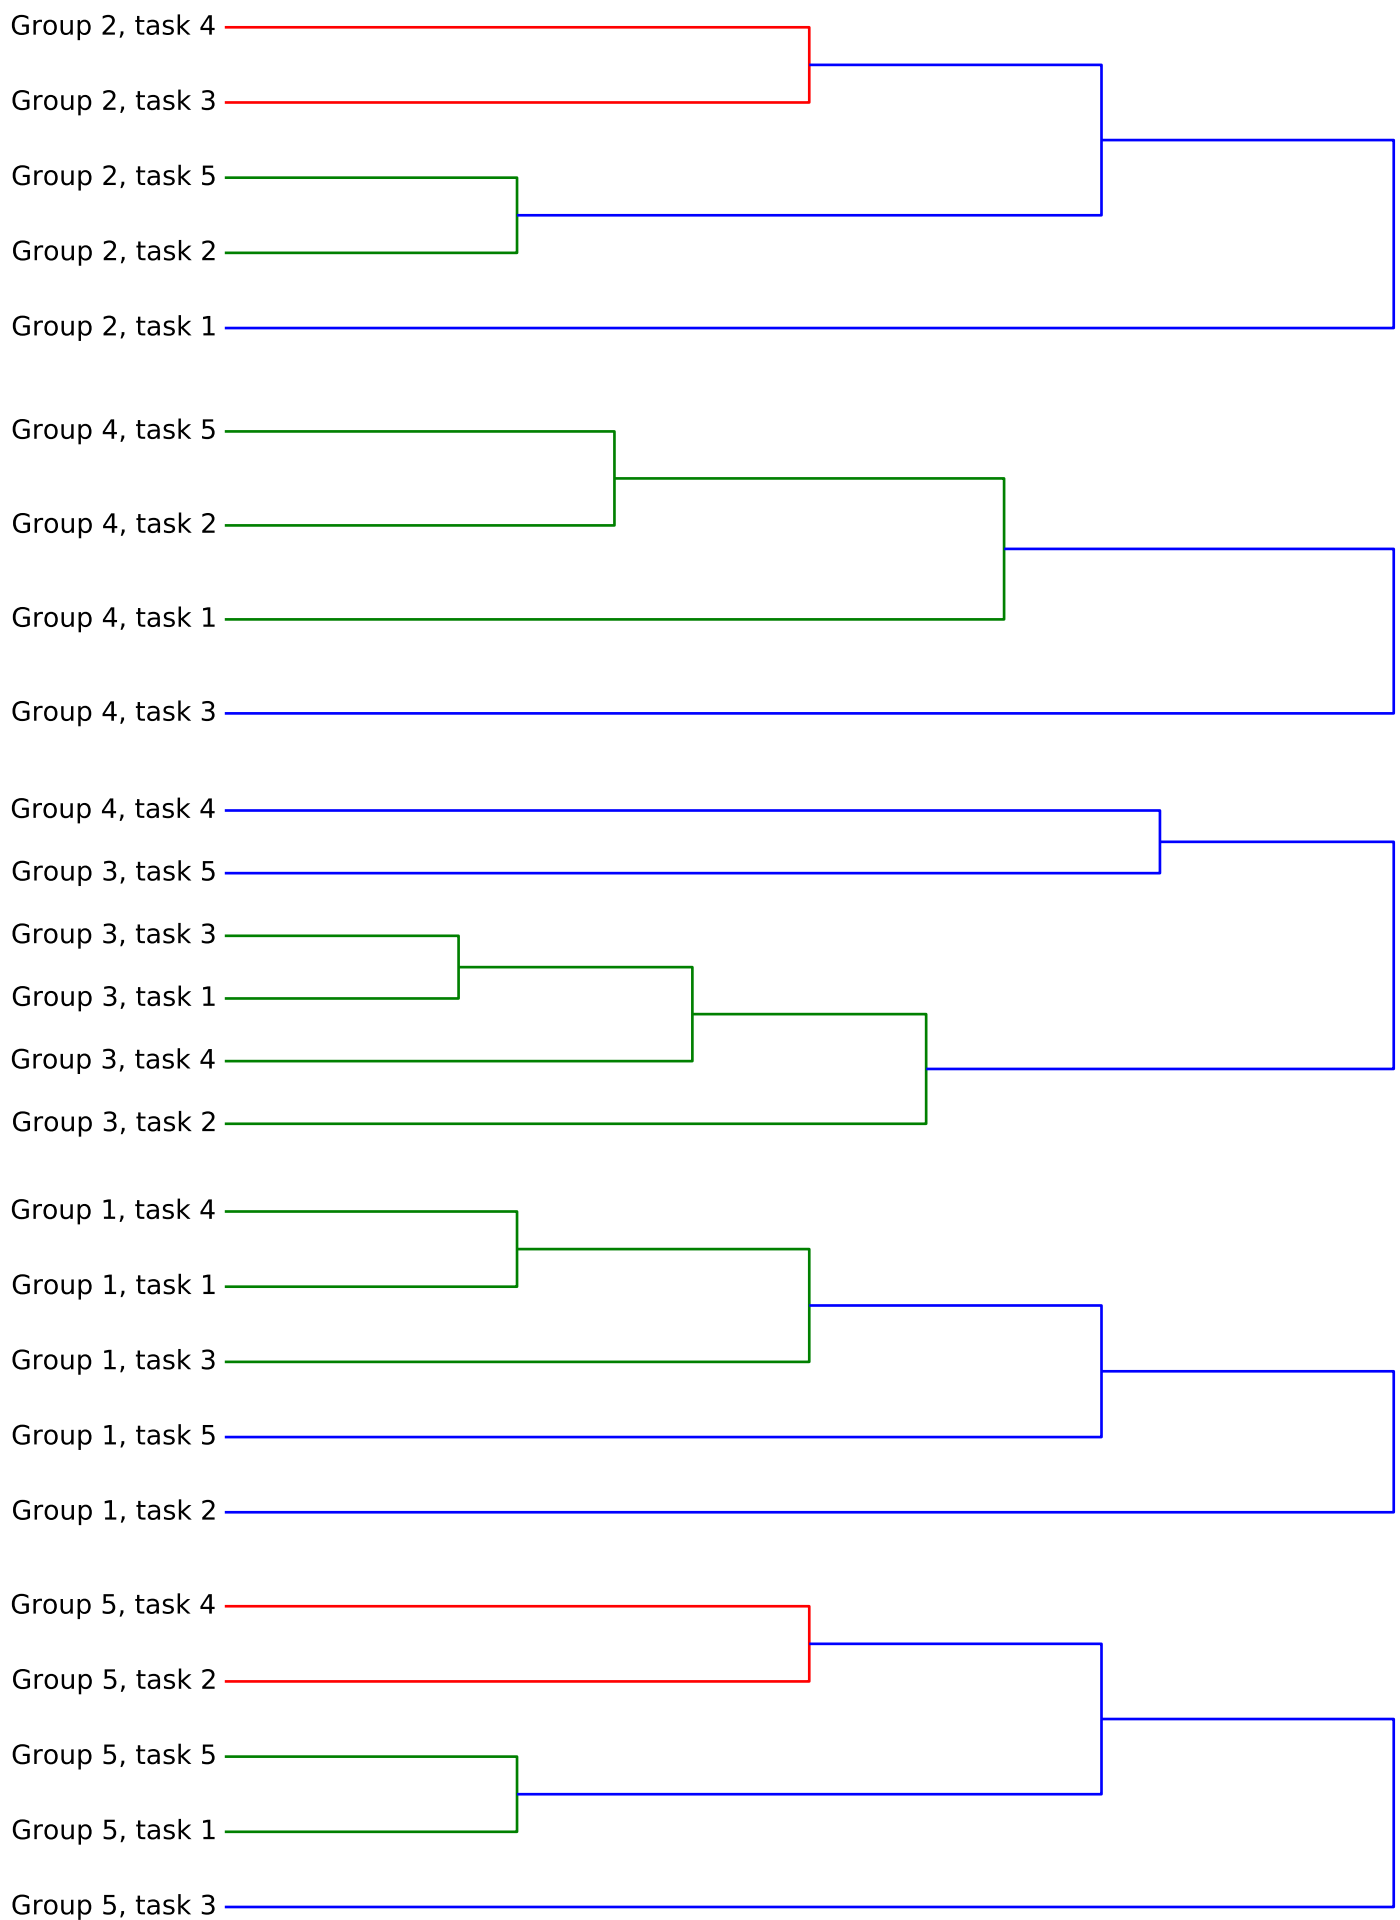 Group 2, task 4
Group 2, task 3
Group 2, task 5
Group 2, task 2
Group 2, task 1
Group 4, task 5
Group 4, task 2
Group 4, task 1
Group 4, task 3
Group 4, task 4
Group 3, task 5
Group 3, task 3
Group 3, task 1
Group 3, task 4
Group 3, task 2
Group 1, task 4
Group 1, task 1
Group 1, task 3
Group 1, task 5
Group 1, task 2
Group 5, task 4
Group 5, task 2
Group 5, task 5
Group 5, task 1
Group 5, task 3